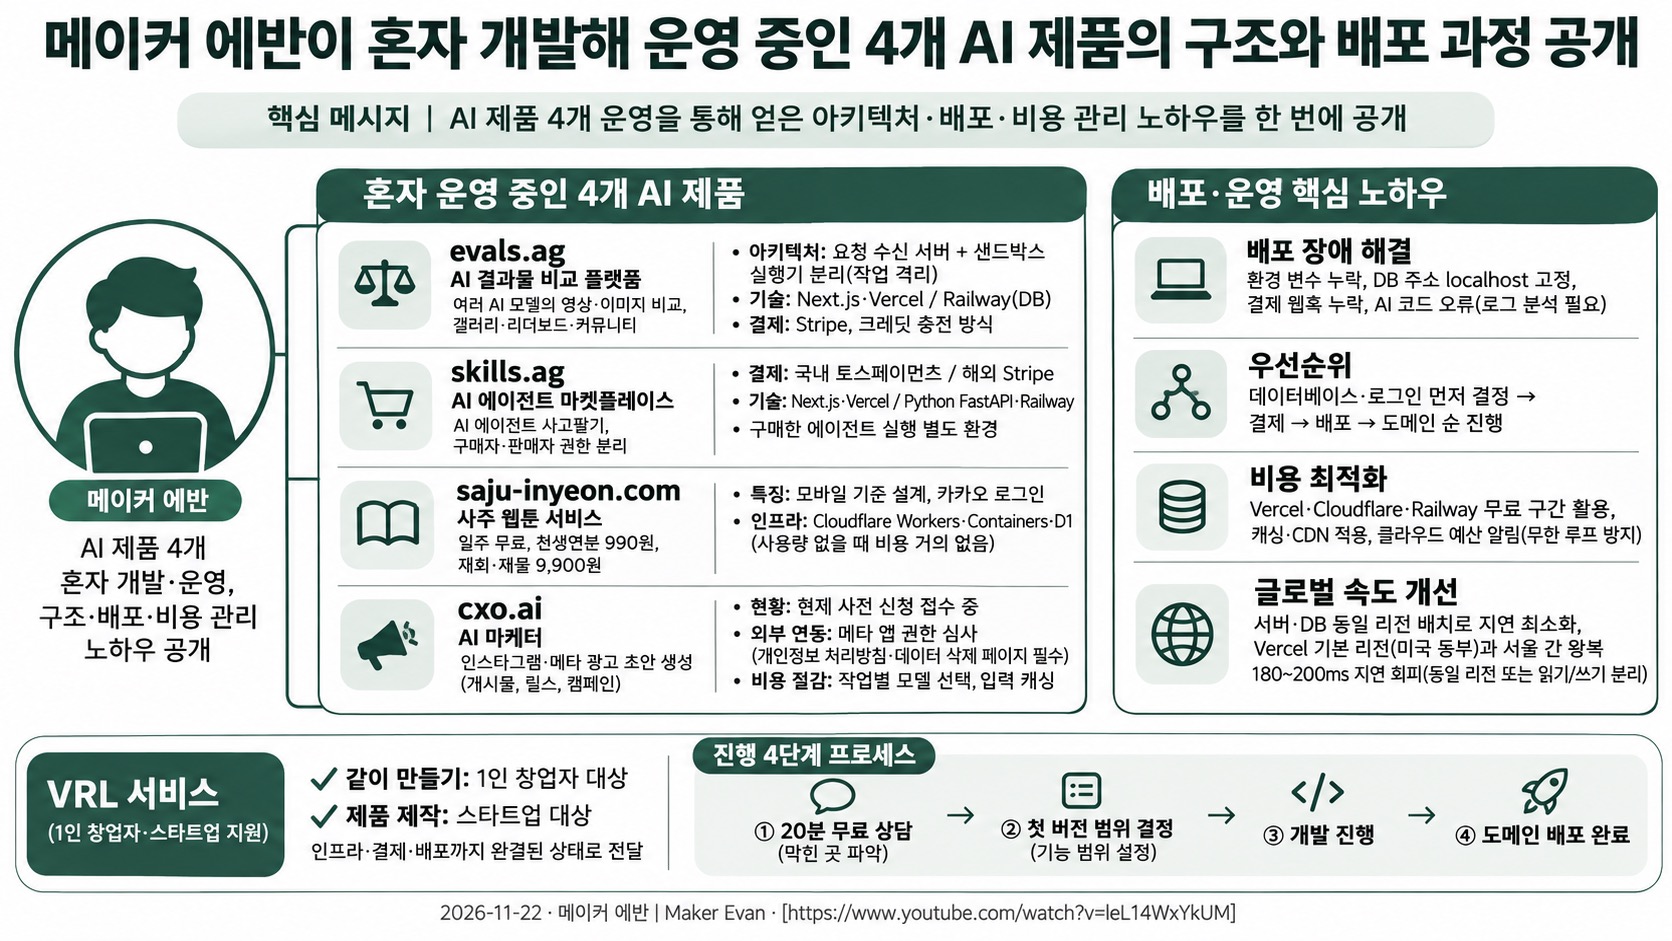 메이커 에반이 혼자 개발해 운영 중인 4개 AI 제품의 구조와 배포 과정 공개
핵심 메시지 | AI 제품 4개 운영을 통해 얻은 아키텍처·배포·비용 관리 노하우를 한 번에 공개
메이커 에반
AI 제품 4개
혼자 개발·운영,
구조·배포·비용 관리
노하우 공개
혼자 운영 중인 4개 AI 제품
evals.ag
AI 결과물 비교 플랫폼
여러 AI 모델의 영상·이미지 비교,
갤러리·리더보드·커뮤니티
• 아키텍처: 요청 수신 서버 + 샌드박스
실행기 분리(작업 격리)
• 기술: Next.js·Vercel / Railway(DB)
• 결제: Stripe, 크레딧 충전 방식
skills.ag
AI 에이전트 마켓플레이스
AI 에이전트 사고팔기,
구매자·판매자 권한 분리
• 결제: 국내 토스페이먼츠 / 해외 Stripe
• 기술: Next.js·Vercel / Python FastAPI·Railway
• 구매한 에이전트 실행 별도 환경
saju-inyeon.com
사주 웹툰 서비스
일주 무료, 천생연분 990원,
재회·재물 9,900원
• 특징: 모바일 기준 설계, 카카오 로그인
• 인프라: Cloudflare Workers·Containers·D1
(사용량 없을 때 비용 거의 없음)
cxo.ai
AI 마케터
인스타그램·메타 광고 초안 생성
(게시물, 릴스, 캠페인)
• 현황: 현제 사전 신청 접수 중
• 외부 연동: 메타 앱 권한 심사
(개인정보 처리방침·데이터 삭제 페이지 필수)
• 비용 절감: 작업별 모델 선택, 입력 캐싱
배포·운영 핵심 노하우
배포 장애 해결
환경 변수 누락, DB 주소 localhost 고정,
결제 웹훅 누락, AI 코드 오류(로그 분석 필요)
우선순위
데이터베이스·로그인 먼저 결정 →
결제 → 배포 → 도메인 순 진행
비용 최적화
Vercel·Cloudflare·Railway 무료 구간 활용,
캐싱·CDN 적용, 클라우드 예산 알림(무한 루프 방지)
글로벌 속도 개선
서버·DB 동일 리전 배치로 지연 최소화,
Vercel 기본 리전(미국 동부)과 서울 간 왕복
180~200ms 지연 회피(동일 리전 또는 읽기/쓰기 분리)
VRL 서비스
(1인 창업자·스타트업 지원)
같이 만들기: 1인 창업자 대상
제품 제작: 스타트업 대상
인프라·결제·배포까지 완결된 상태로 전달
진행 4단계 프로세스
① 20분 무료 상담
(막힌 곳 파악)
→
② 첫 버전 범위 결정
(기능 범위 설정)
→
</>
③ 개발 진행
→
④ 도메인 배포 완료
2026-11-22 · 메이커 에반 | Maker Evan · [https://www.youtube.com/watch?v=leL14WxYkUM]